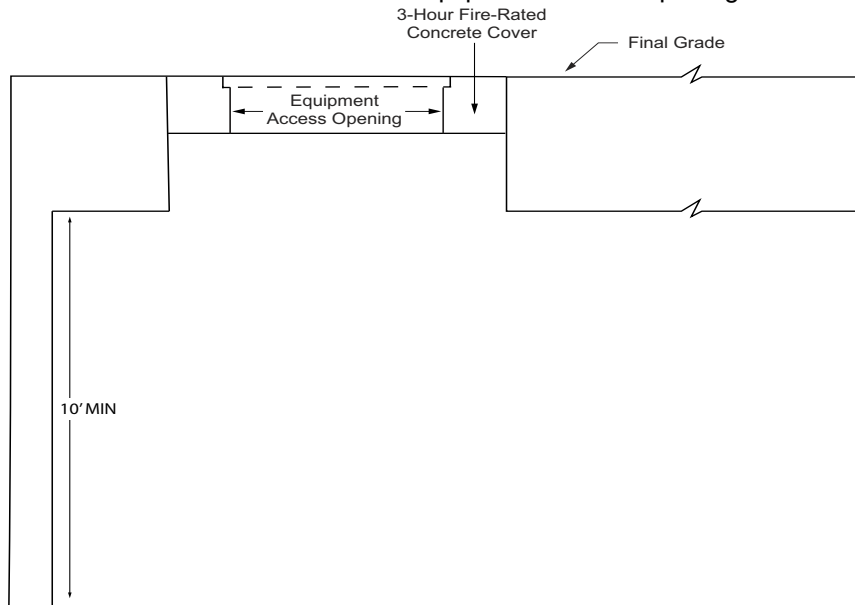 3-Hour Fire-Rated
Concrete Cover
Final Grade
Equipment
Access Opening
10' MIN